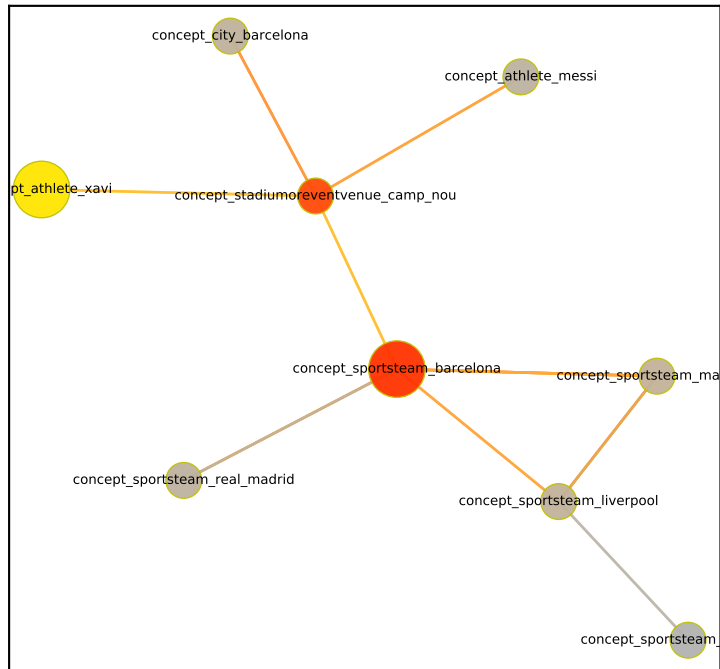 concept_city_barcelona
concept_athlete_messi
pt_athlete_xavi
concept_stadiumoreventvenue_camp_nou
concept_sportsteam_barcelona
concept_sportsteam_ma
concept_sportsteam_real_madrid
concept_sportsteam_liverpool
concept_sportsteam_